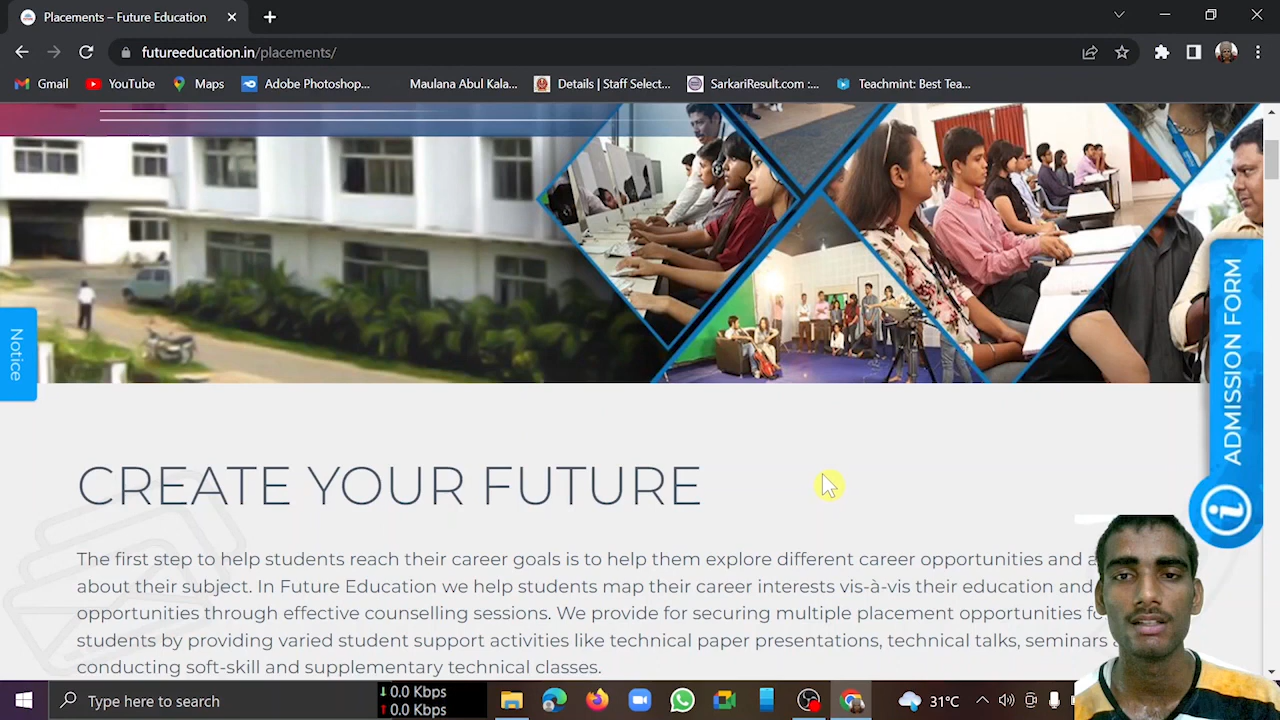 Placements – Future Education
futureeducation.in/placements/
Gmail
YouTube
Maps
Adobe Photoshop...
Maulana Abul Kala...
Details | Staff Select...
SarkariResult.com :...
Teachmint: Best Tea...
Notice
ADMISSION FORM
CREATE YOUR FUTURE
The first step to help students reach their career goals is to help them explore different career opportunities and
about their subject. In Future Education we help students map their career interests vis-à-vis their education and
opportunities through effective counselling sessions. We provide for securing multiple placement opportunities
students by providing varied student support activities like technical paper presentations, technical talks, seminars
conducting soft-skill and supplementary technical classes.
Type here to search
↓ 0.0 Kbps
↑ 0.0 Kbps
31°C